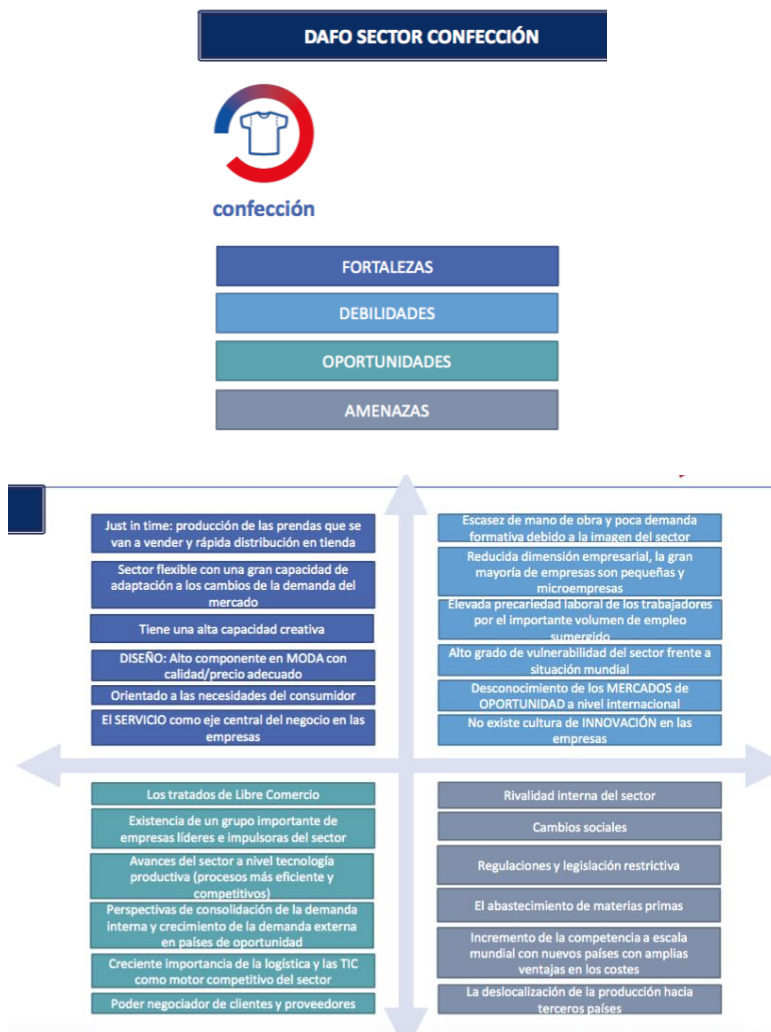 DAFO SECTOR CONFECCIÓN
confección
FORTALEZAS
DEBILIDADES
OPORTUNIDADES
AMENAZAS
Just in time: producción de las prendas que se
van a vender y rápida distribución en tienda
Sector flexible con una gran capacidad de
adaptación a los cambios de la demanda del
mercado
Tiene una alta capacidad creativa
DISEÑO: Alto componente en MODA con
calidad/precio adecuado
Orientado a las necesidades del consumidor
El SERVICIO como eje central del negocio en las
empresas
Escasez de mano de obra y poca demanda
formativa debido a la imagen del sector
Reducida dimensión empresarial, la gran
mayoría de empresas son pequeñas y
microempresas
Elevada precariedad laboral de los trabajadores
por el importante volumen de empleo
sumergido
Alto grado de vulnerabilidad del sector frente a
situación mundial
Desconocimiento de los MERCADOS de
OPORTUNIDAD a nivel internacional
No existe cultura de INNOVACIÓN en las
empresas
Los tratados de Libre Comercio
Existencia de un grupo importante de
empresas líderes e impulsoras del sector
Avances del sector a nivel tecnología
productiva (procesos más eficiente y
competitivos)
Perspectivas de consolidación de la demanda
interna y crecimiento de la demanda externa
en países de oportunidad
Creciente importancia de la logística y las TIC
como motor competitivo del sector
Poder negociador de clientes y proveedores
Rivalidad interna del sector
Cambios sociales
Regulaciones y legislación restrictiva
El abastecimiento de materias primas
Incremento de la competencia a escala
mundial con nuevos países con amplias
ventajas en los costes
La deslocalización de la producción hacia
terceros países